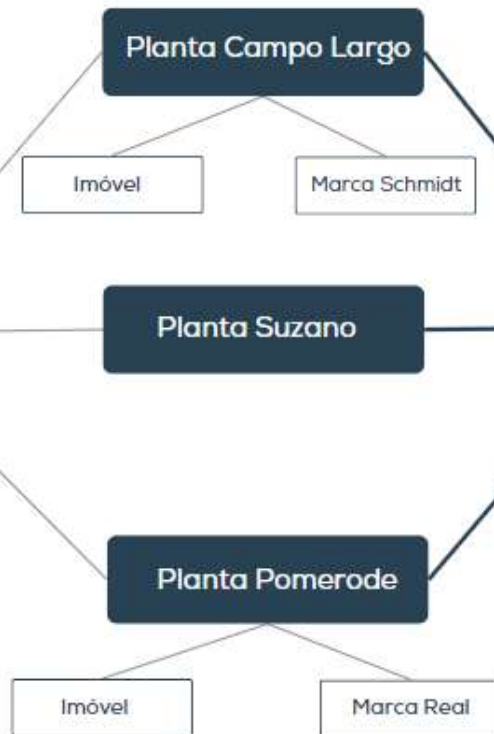 Planta Campo Largo
Imóvel
Marca Schmidt
Planta Suzano
Planta Pomerode
Imóvel
Marca Real